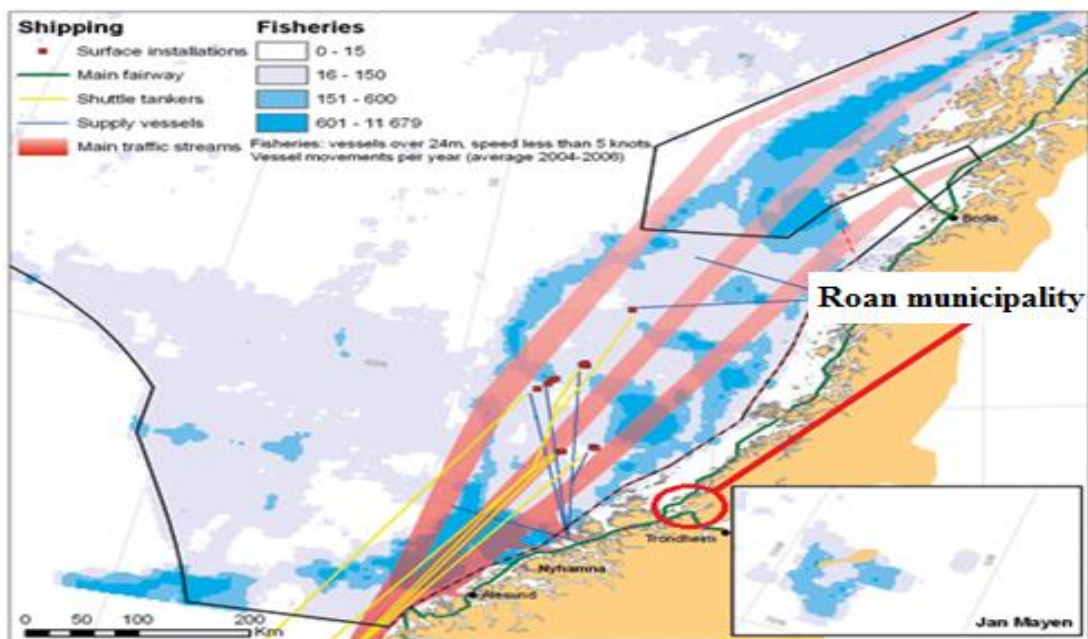 Shipping
Surface installations
Main fairway
Shuttle tankers
Supply vessels
Main traffic streams
Fisheries
0 - 15
16 - 150
151 - 600
601 - 11 679
Fisheries: vessels over 24m, speed less than 5 knots
Vessel movements per year (average 2004-2006)
Bodø
Roan municipality
Trondheim
Nyhamna
Ålesund
0 50 100 200
Km
Jan Mayen